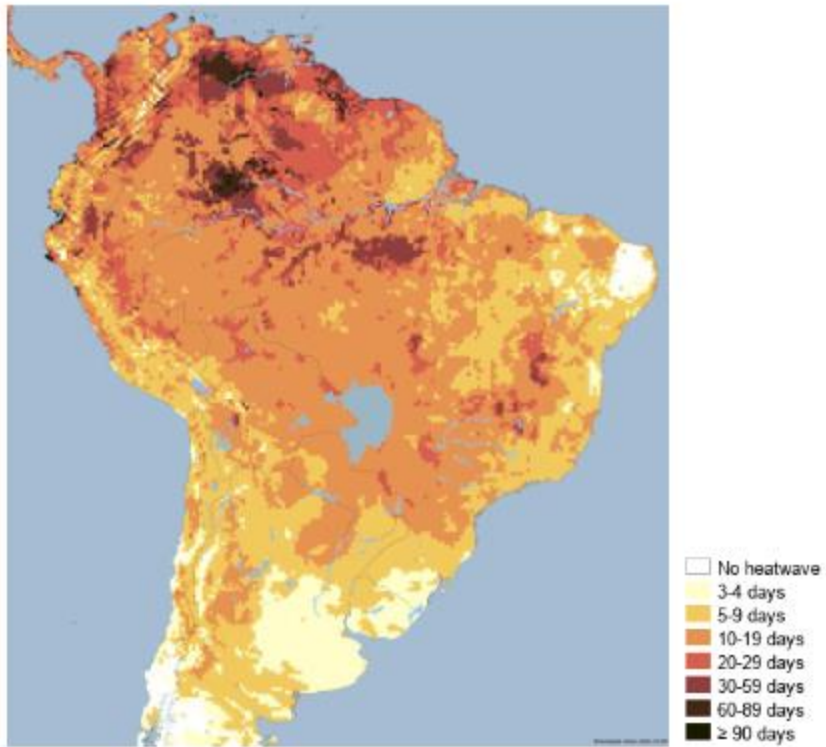 No heatwave
3-4 days
5-9 days
10-19 days
20-29 days
30-59 days
60-89 days
≥ 90 days